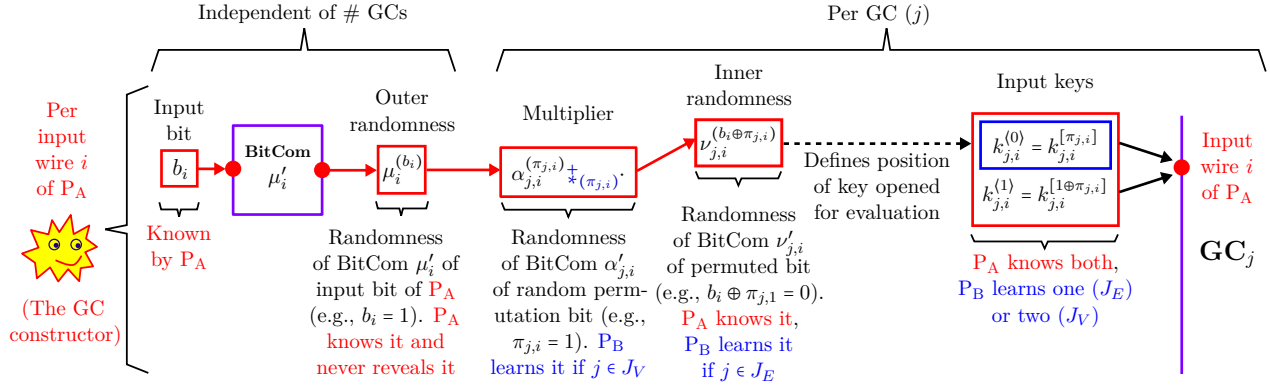 Independent of # GCs
Per GC (j)
Per
input
wire i
of P_A
(The GC
constructor)
Input
bit
b_i
Known
by P_A
BitCom
μ′_i
Outer
randomness
μ_i^(b_i)
Randomness
of BitCom μ′_i of
input bit of P_A
(e.g., b_i = 1). P_A
knows it and
never reveals it
Multiplier
α_{j,i}^(π_{j,i}) ‡_*(π_{j,i}) ·
Randomness
of BitCom α′_{j,i}
of random perm-
utation bit (e.g.,
π_{j,i} = 1). P_B
learns it if j ∈ J_V
Inner
randomness
ν_{j,i}^(b_i⊕π_{j,i})
Randomness
of BitCom ν′_{j,i}
of permuted bit
(e.g., b_i ⊕ π_{j,1} = 0).
P_A knows it,
P_B learns it
if j ∈ J_E
Defines position
of key opened
for evaluation
Input keys
k_{j,i}^⟨0⟩ = k_{j,i}^[π_{j,i}]
k_{j,i}^⟨1⟩ = k_{j,i}^[1⊕π_{j,i}]
P_A knows both,
P_B learns one (J_E)
or two (J_V)
Input
wire i
of P_A
GC_j